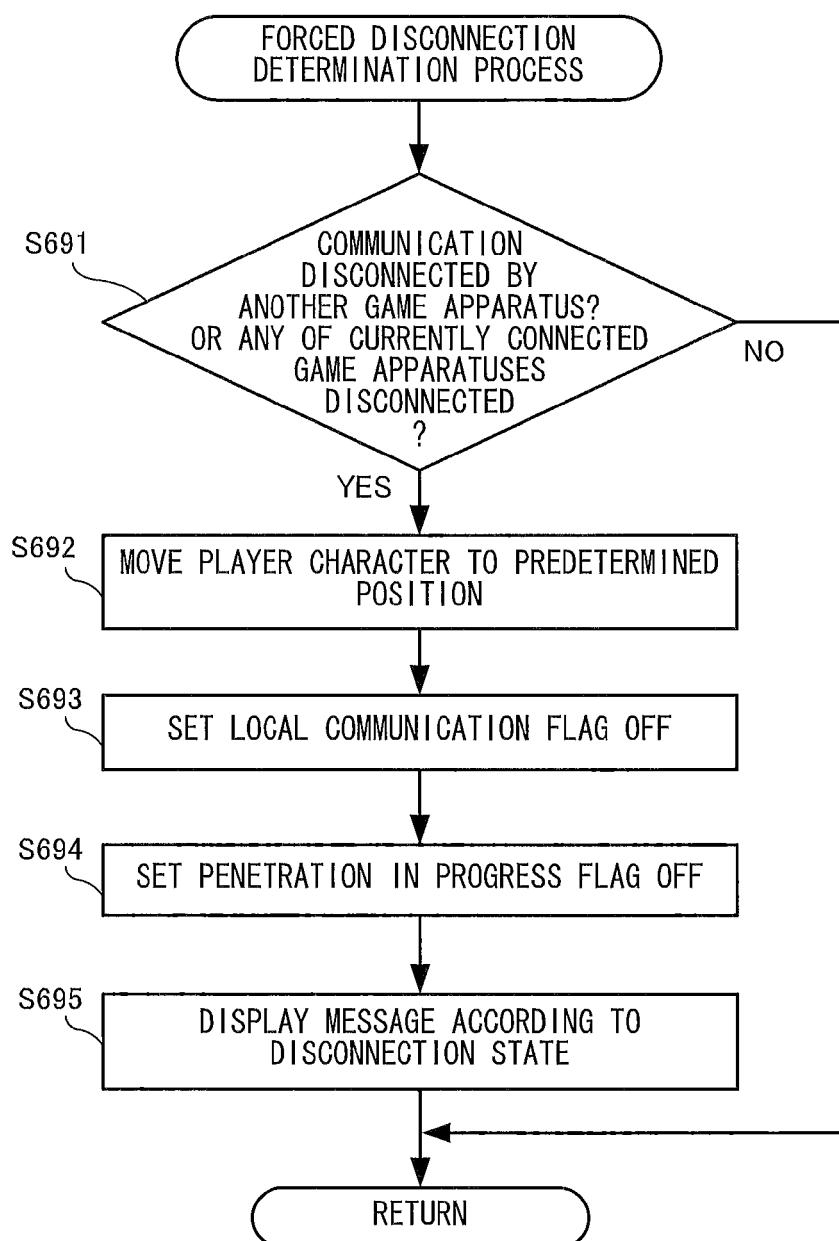 FORCED DISCONNECTION
DETERMINATION PROCESS
S691
COMMUNICATION
DISCONNECTED BY
ANOTHER GAME APPARATUS?
OR ANY OF CURRENTLY CONNECTED
GAME APPARATUSES
DISCONNECTED
?
NO
YES
S692
MOVE PLAYER CHARACTER TO PREDETERMINED
POSITION
S693
SET LOCAL COMMUNICATION FLAG OFF
S694
SET PENETRATION IN PROGRESS FLAG OFF
S695
DISPLAY MESSAGE ACCORDING TO
DISCONNECTION STATE
RETURN